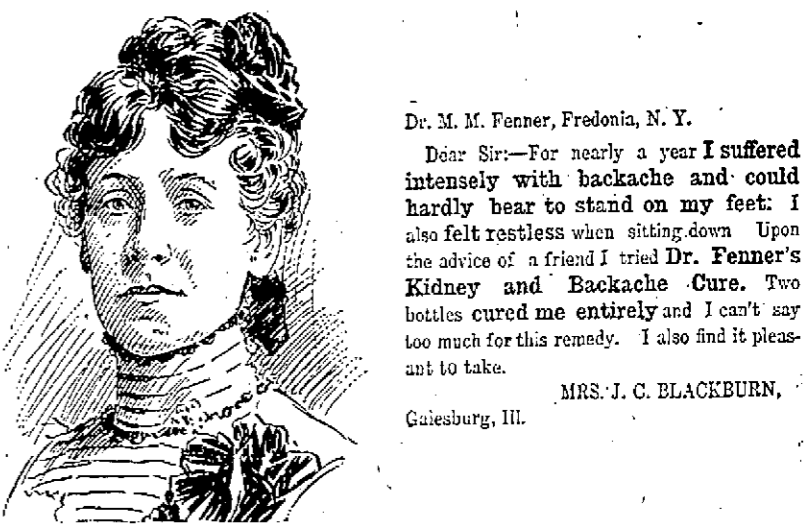 Dr. M. M. Fenner, Fredonia, N. Y.
Dear Sir:—For nearly a year I suffered
intensely with backache and could
hardly bear to stand on my feet: I
also felt restless when sitting down Upon
the advice of a friend I tried Dr. Fenner's
Kidney and Backache Cure. Two
bottles cured me entirely and I can't say
too much for this remedy. I also find it pleas-
ant to take.
MRS. J. C. BLACKBURN,
Galesburg, Ill.